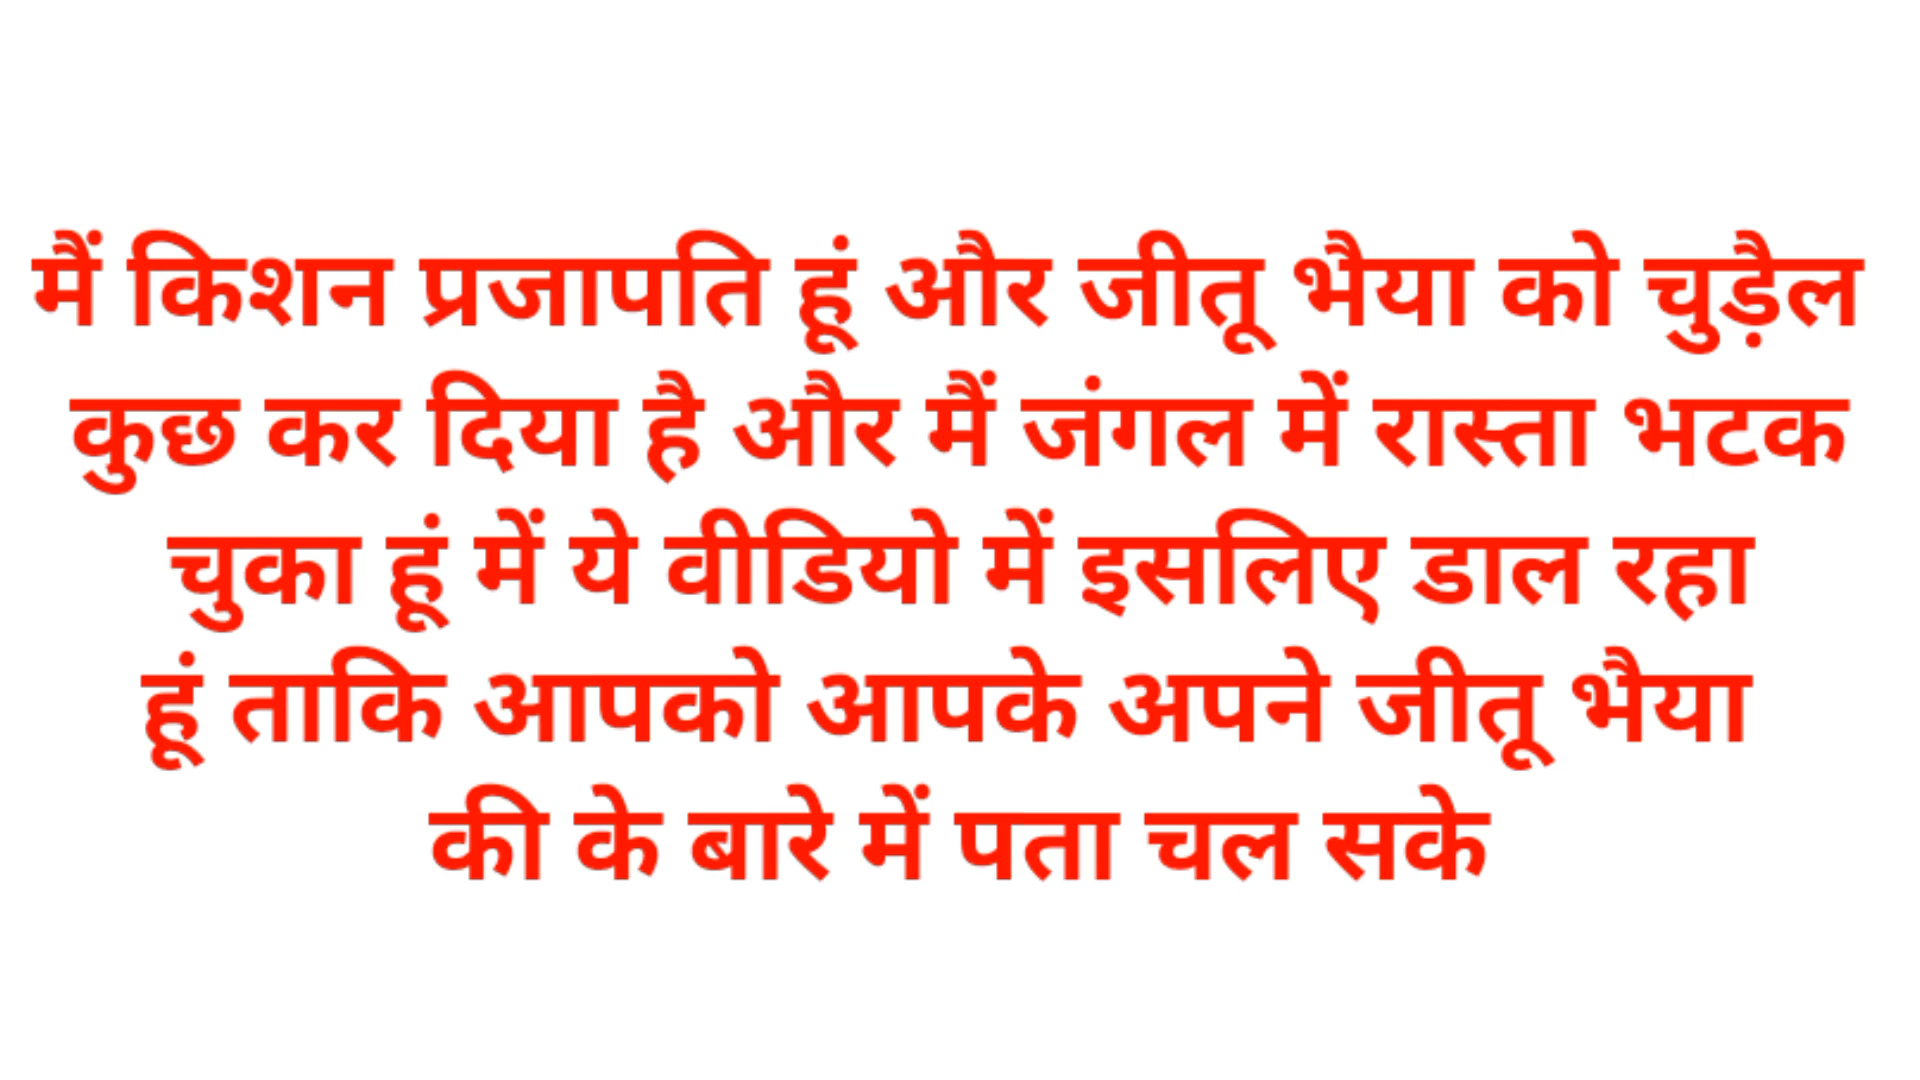 मैं किशन प्रजापति हूं और जीतू भैया को चुड़ैल
कुछ कर दिया है और मैं जंगल में रास्ता भटक
चुका हूं में ये वीडियो में इसलिए डाल रहा
हूं ताकि आपको आपके अपने जीतू भैया
की के बारे में पता चल सके